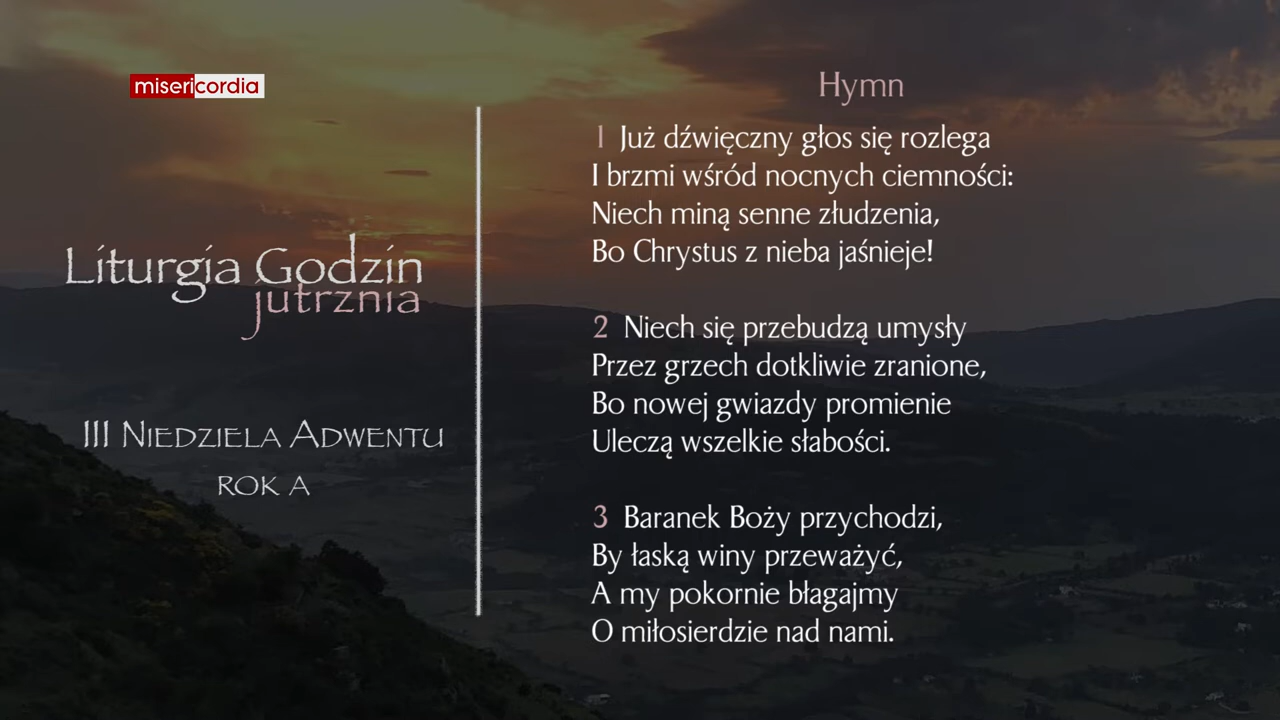 misericordia
Liturgia Godzin
jutrznia
III Niedziela Adwentu
rok A
Hymn
1 Już dźwięczny głos się rozlega
I brzmi wśród nocnych ciemności:
Niech miną senne złudzenia,
Bo Chrystus z nieba jaśnieje!
2 Niech się przebudzą umysły
Przez grzech dotkliwie zranione,
Bo nowej gwiazdy promienie
Uleczą wszelkie słabości.
3 Baranek Boży przychodzi,
By łaską winy przeważyć,
A my pokornie błagajmy
O miłosierdzie nad nami.